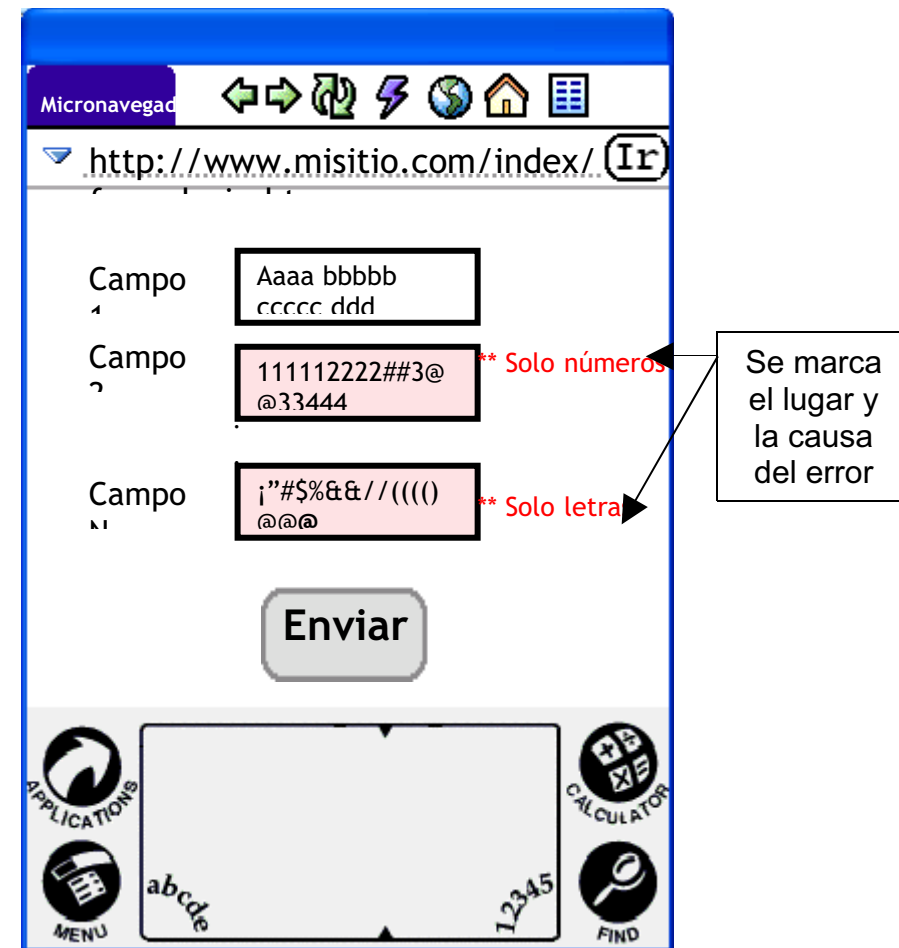 Micronavegad
http://www.misitio.com/index/
Ir
Campo
Aaaa bbbbb
ccccc ddd
Campo
111112222##3@
@33444
** Solo números
Campo
¡”#$%&&//(((()
@@@
** Solo letra
Se marca
el lugar y
la causa
del error
Enviar
APPLICATIONS
CALCULATOR
MENU
abcde
12345
FIND